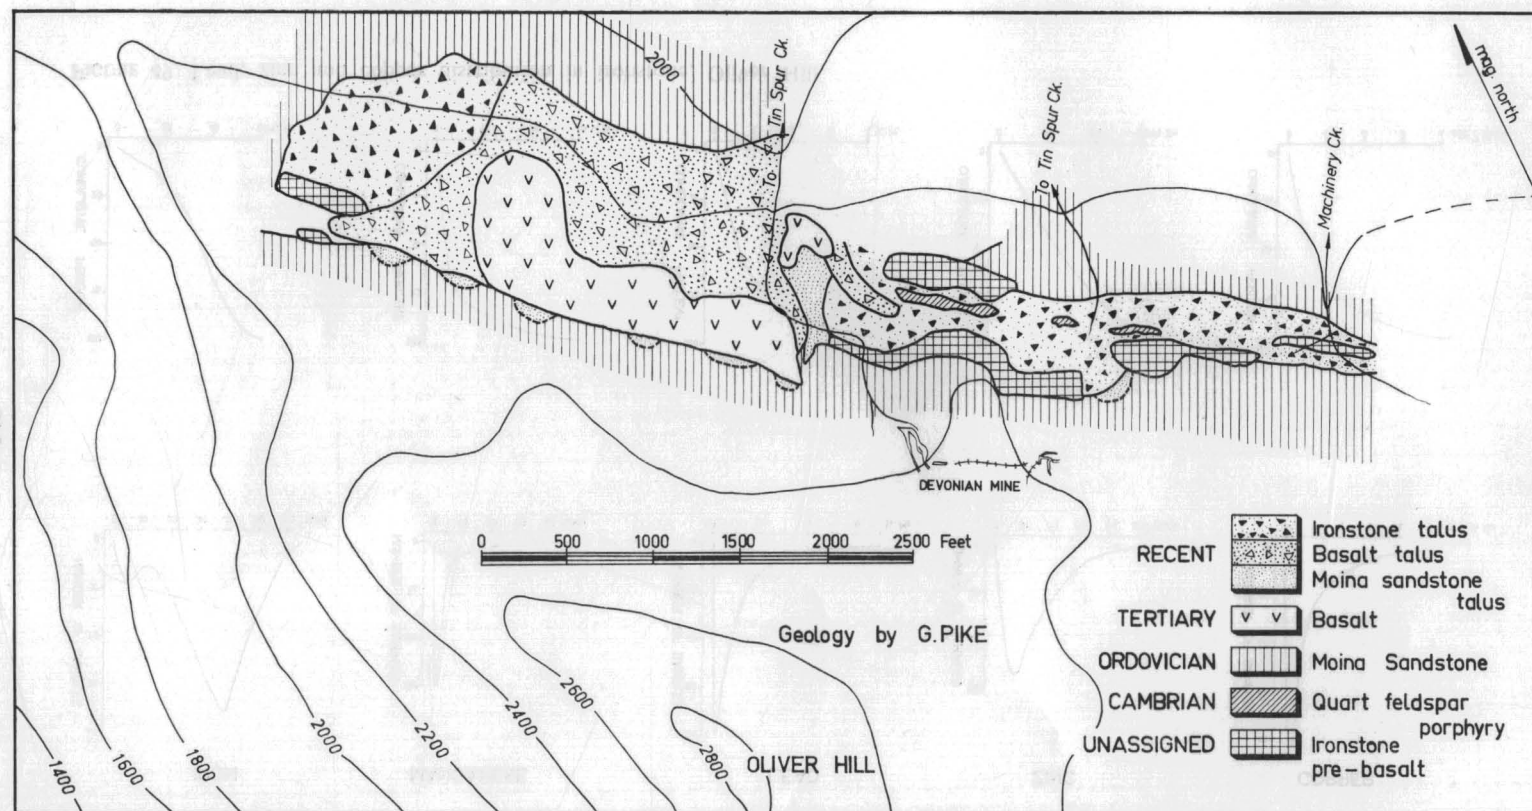 2000
To Tin Spur Ck.
To Tin Spur Ck.
Machinery Ck.
mag. north
DEVONIAN MINE
0 500 1000 1500 2000 2500 Feet
Geology by G.PIKE
RECENT
Ironstone talus
Basalt talus
Moina sandstone
talus
TERTIARY
Basalt
ORDOVICIAN
Moina Sandstone
CAMBRIAN
Quart feldspar
porphyry
UNASSIGNED
Ironstone
pre-basalt
1400
1600
1800
2000
2200
2400
2600
2800
OLIVER HILL